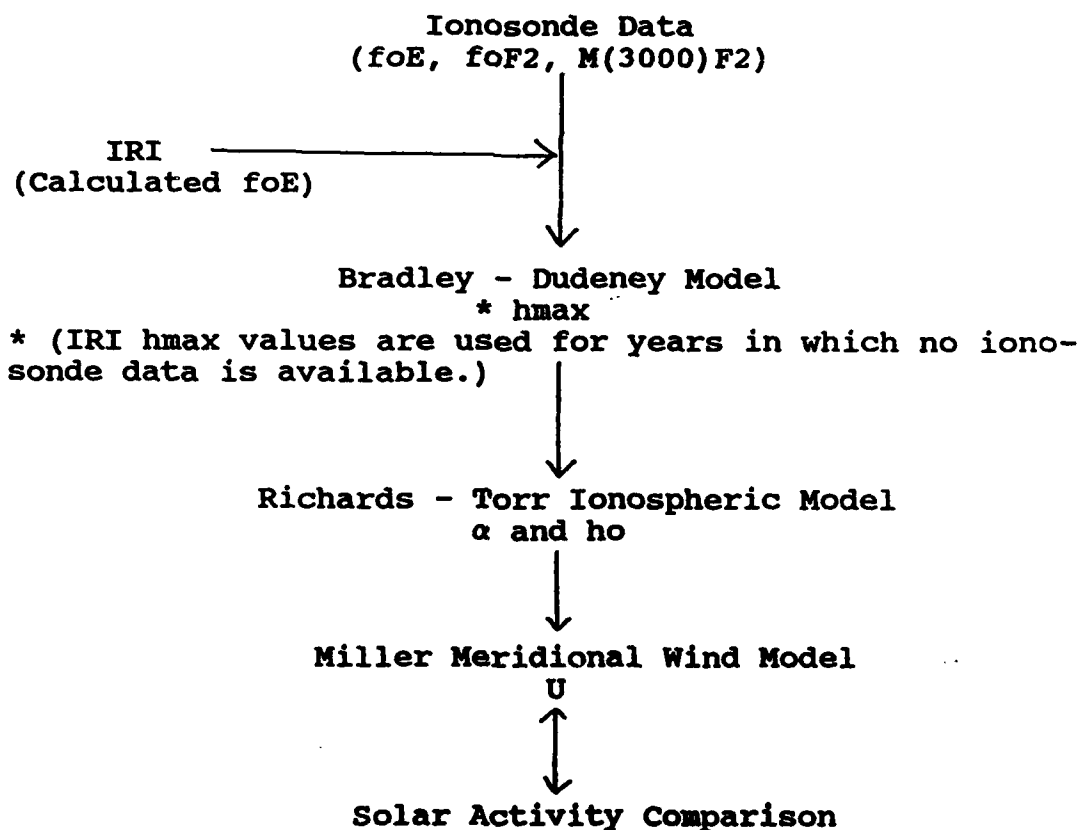 Ionosonde Data
(foE, foF2, M(3000)F2)
IRI
(Calculated foE)
Bradley - Dudeney Model
* hmax
* (IRI hmax values are used for years in which no iono-
sonde data is available.)
Richards - Torr Ionospheric Model
α and ho
Miller Meridional Wind Model
U
Solar Activity Comparison